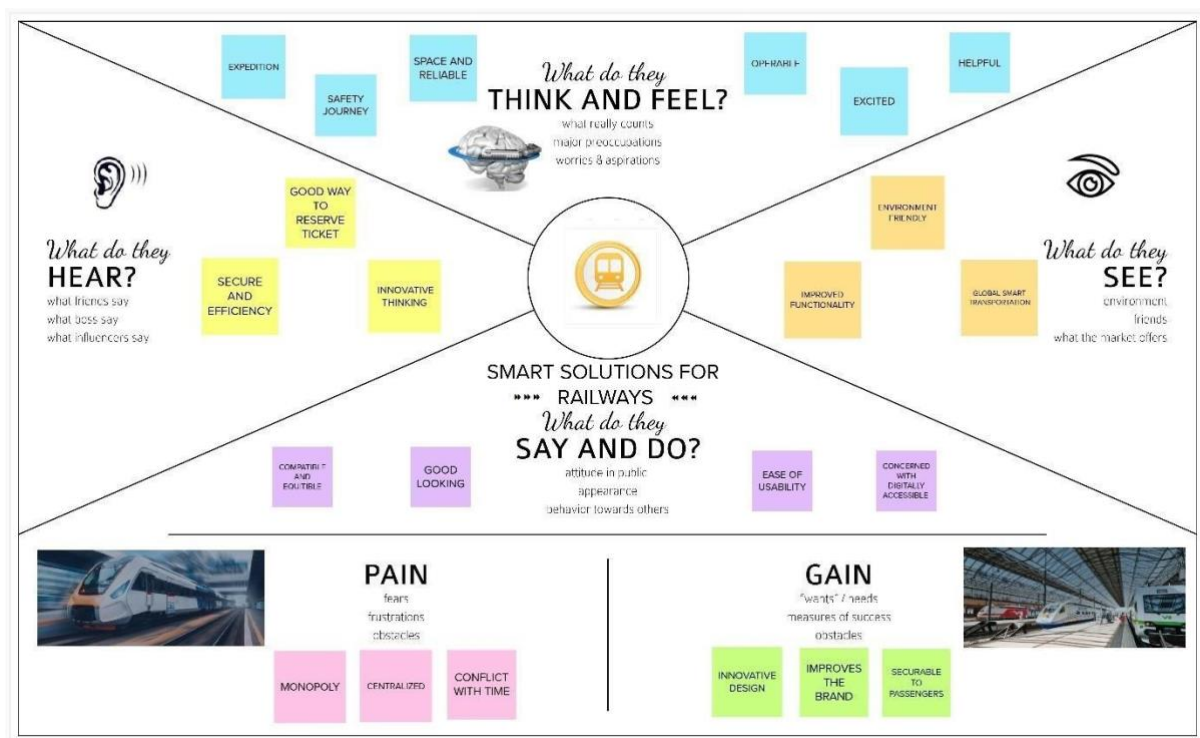 What do they
THINK AND FEEL?
what really counts
major preoccupations
worries & aspirations
EXPEDITION
SAFETY
JOURNEY
SPACE AND
RELIABLE
OPERABLE
EXCITED
HELPFUL
What do they
HEAR?
what friends say
what boss say
what influencers say
GOOD WAY
TO
RESERVE
TICKET
SECURE
AND
EFFICIENCY
INNOVATIVE
THINKING
What do they
SEE?
environment
friends
what the market offers
ENVIRONMENT
FRIENDLY
IMPROVED
FUNCTIONALITY
GLOBAL SMART
TRANSPORTATION
SMART SOLUTIONS FOR
RAILWAYS
What do they
SAY AND DO?
attitude in public
appearance
behavior towards others
COMPATIBLE
AND
EQUITIBLE
GOOD
LOOKING
EASE OF
USABILITY
CONCERNED
WITH
DIGITALLY
ACCESSIBLE
PAIN
fears
frustrations
obstacles
MONOPOLY
CENTRALIZED
CONFLICT
WITH TIME
GAIN
"wants" / needs
measures of success
obstacles
INNOVATIVE
DESIGN
IMPROVES
THE
BRAND
SECURABLE
TO
PASSENGERS